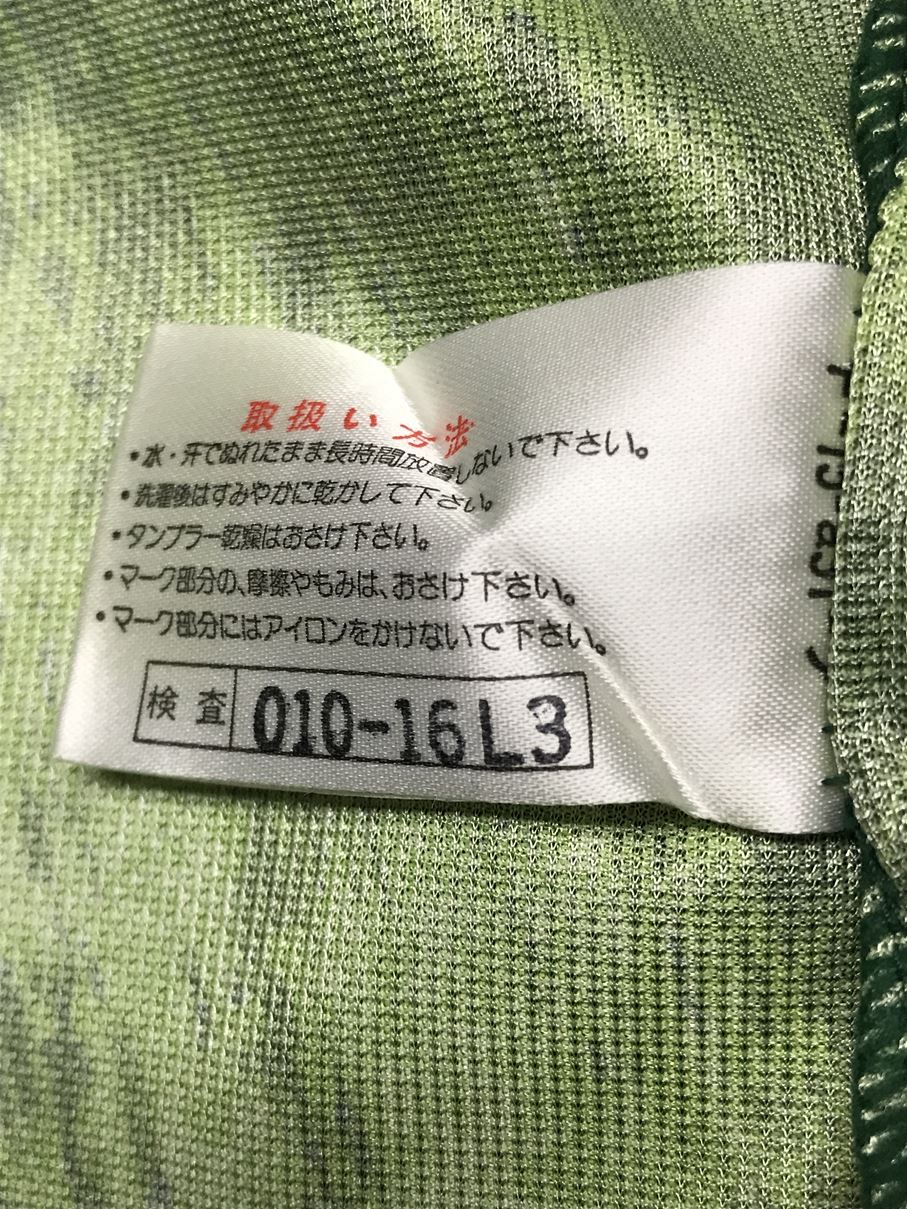 取扱い方法
・水・汗でぬれたまま長時間放置しないで下さい。
・洗濯後はすみやかに乾かして下さい。
・タンブラー乾燥はおさけ下さい。
・マーク部分の、摩擦やもみは、おさけ下さい。
・マーク部分にはアイロンをかけないで下さい。
検査 010-16L3